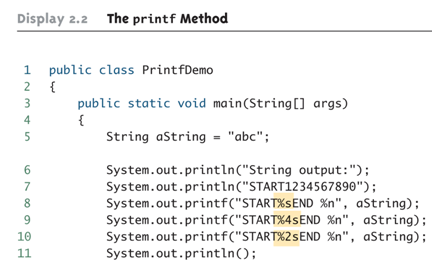 Display 2.2 The printf Method
1 public class PrintfDemo
2 {
3 public static void main(String[] args)
4 {
5 String aString = "abc";
6 System.out.println("String output:");
7 System.out.println("START1234567890");
8 System.out.printf("START%sEND %n", aString);
9 System.out.printf("START%4sEND %n", aString);
10 System.out.printf("START%2sEND %n", aString);
11 System.out.println();